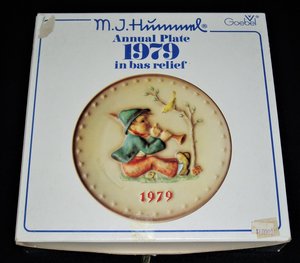 M.J.Hummel®
Goebel
Annual Plate
1979
in bas relief
1979